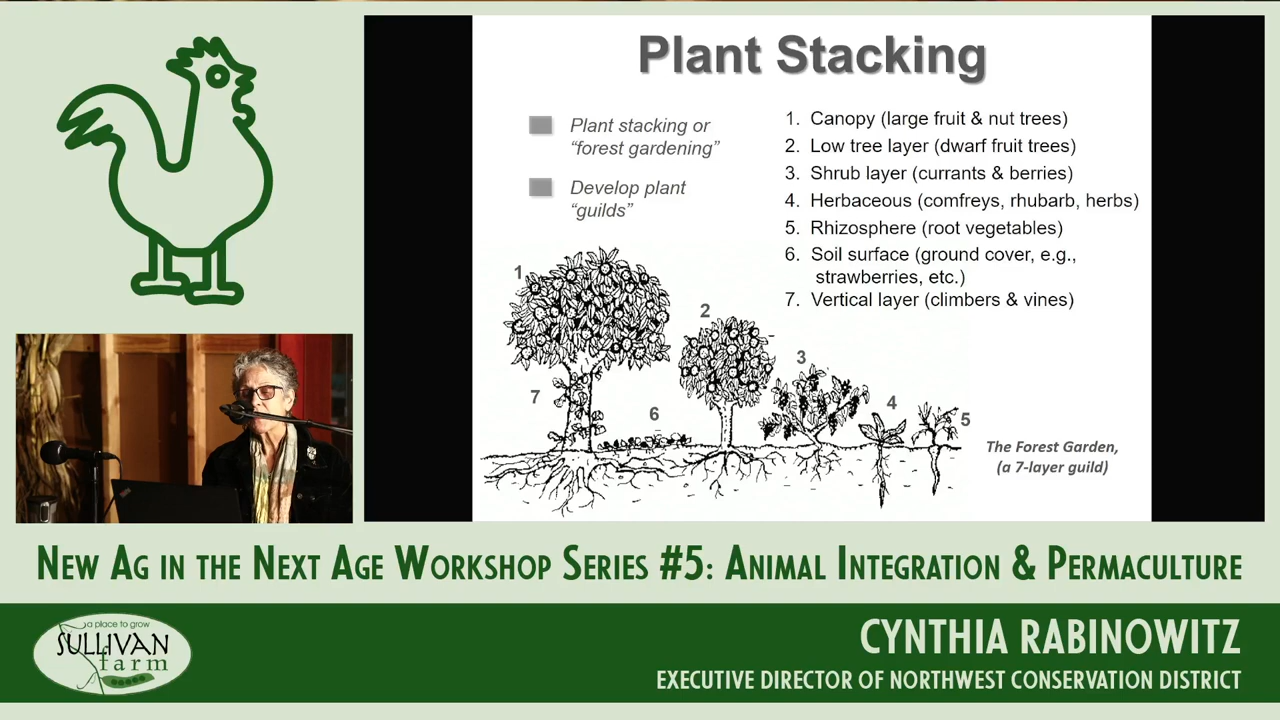 Plant Stacking
Plant stacking or
“forest gardening”
Develop plant
“guilds”
1. Canopy (large fruit & nut trees)
2. Low tree layer (dwarf fruit trees)
3. Shrub layer (currants & berries)
4. Herbaceous (comfreys, rhubarb, herbs)
5. Rhizosphere (root vegetables)
6. Soil surface (ground cover, e.g.,
strawberries, etc.)
7. Vertical layer (climbers & vines)
1
2
3
7
6
4
5
The Forest Garden,
(a 7-layer guild)
New Ag in the Next Age Workshop Series #5: Animal Integration & Permaculture
a place to grow
SULLIVAN
farm
CYNTHIA RABINOWITZ
EXECUTIVE DIRECTOR OF NORTHWEST CONSERVATION DISTRICT